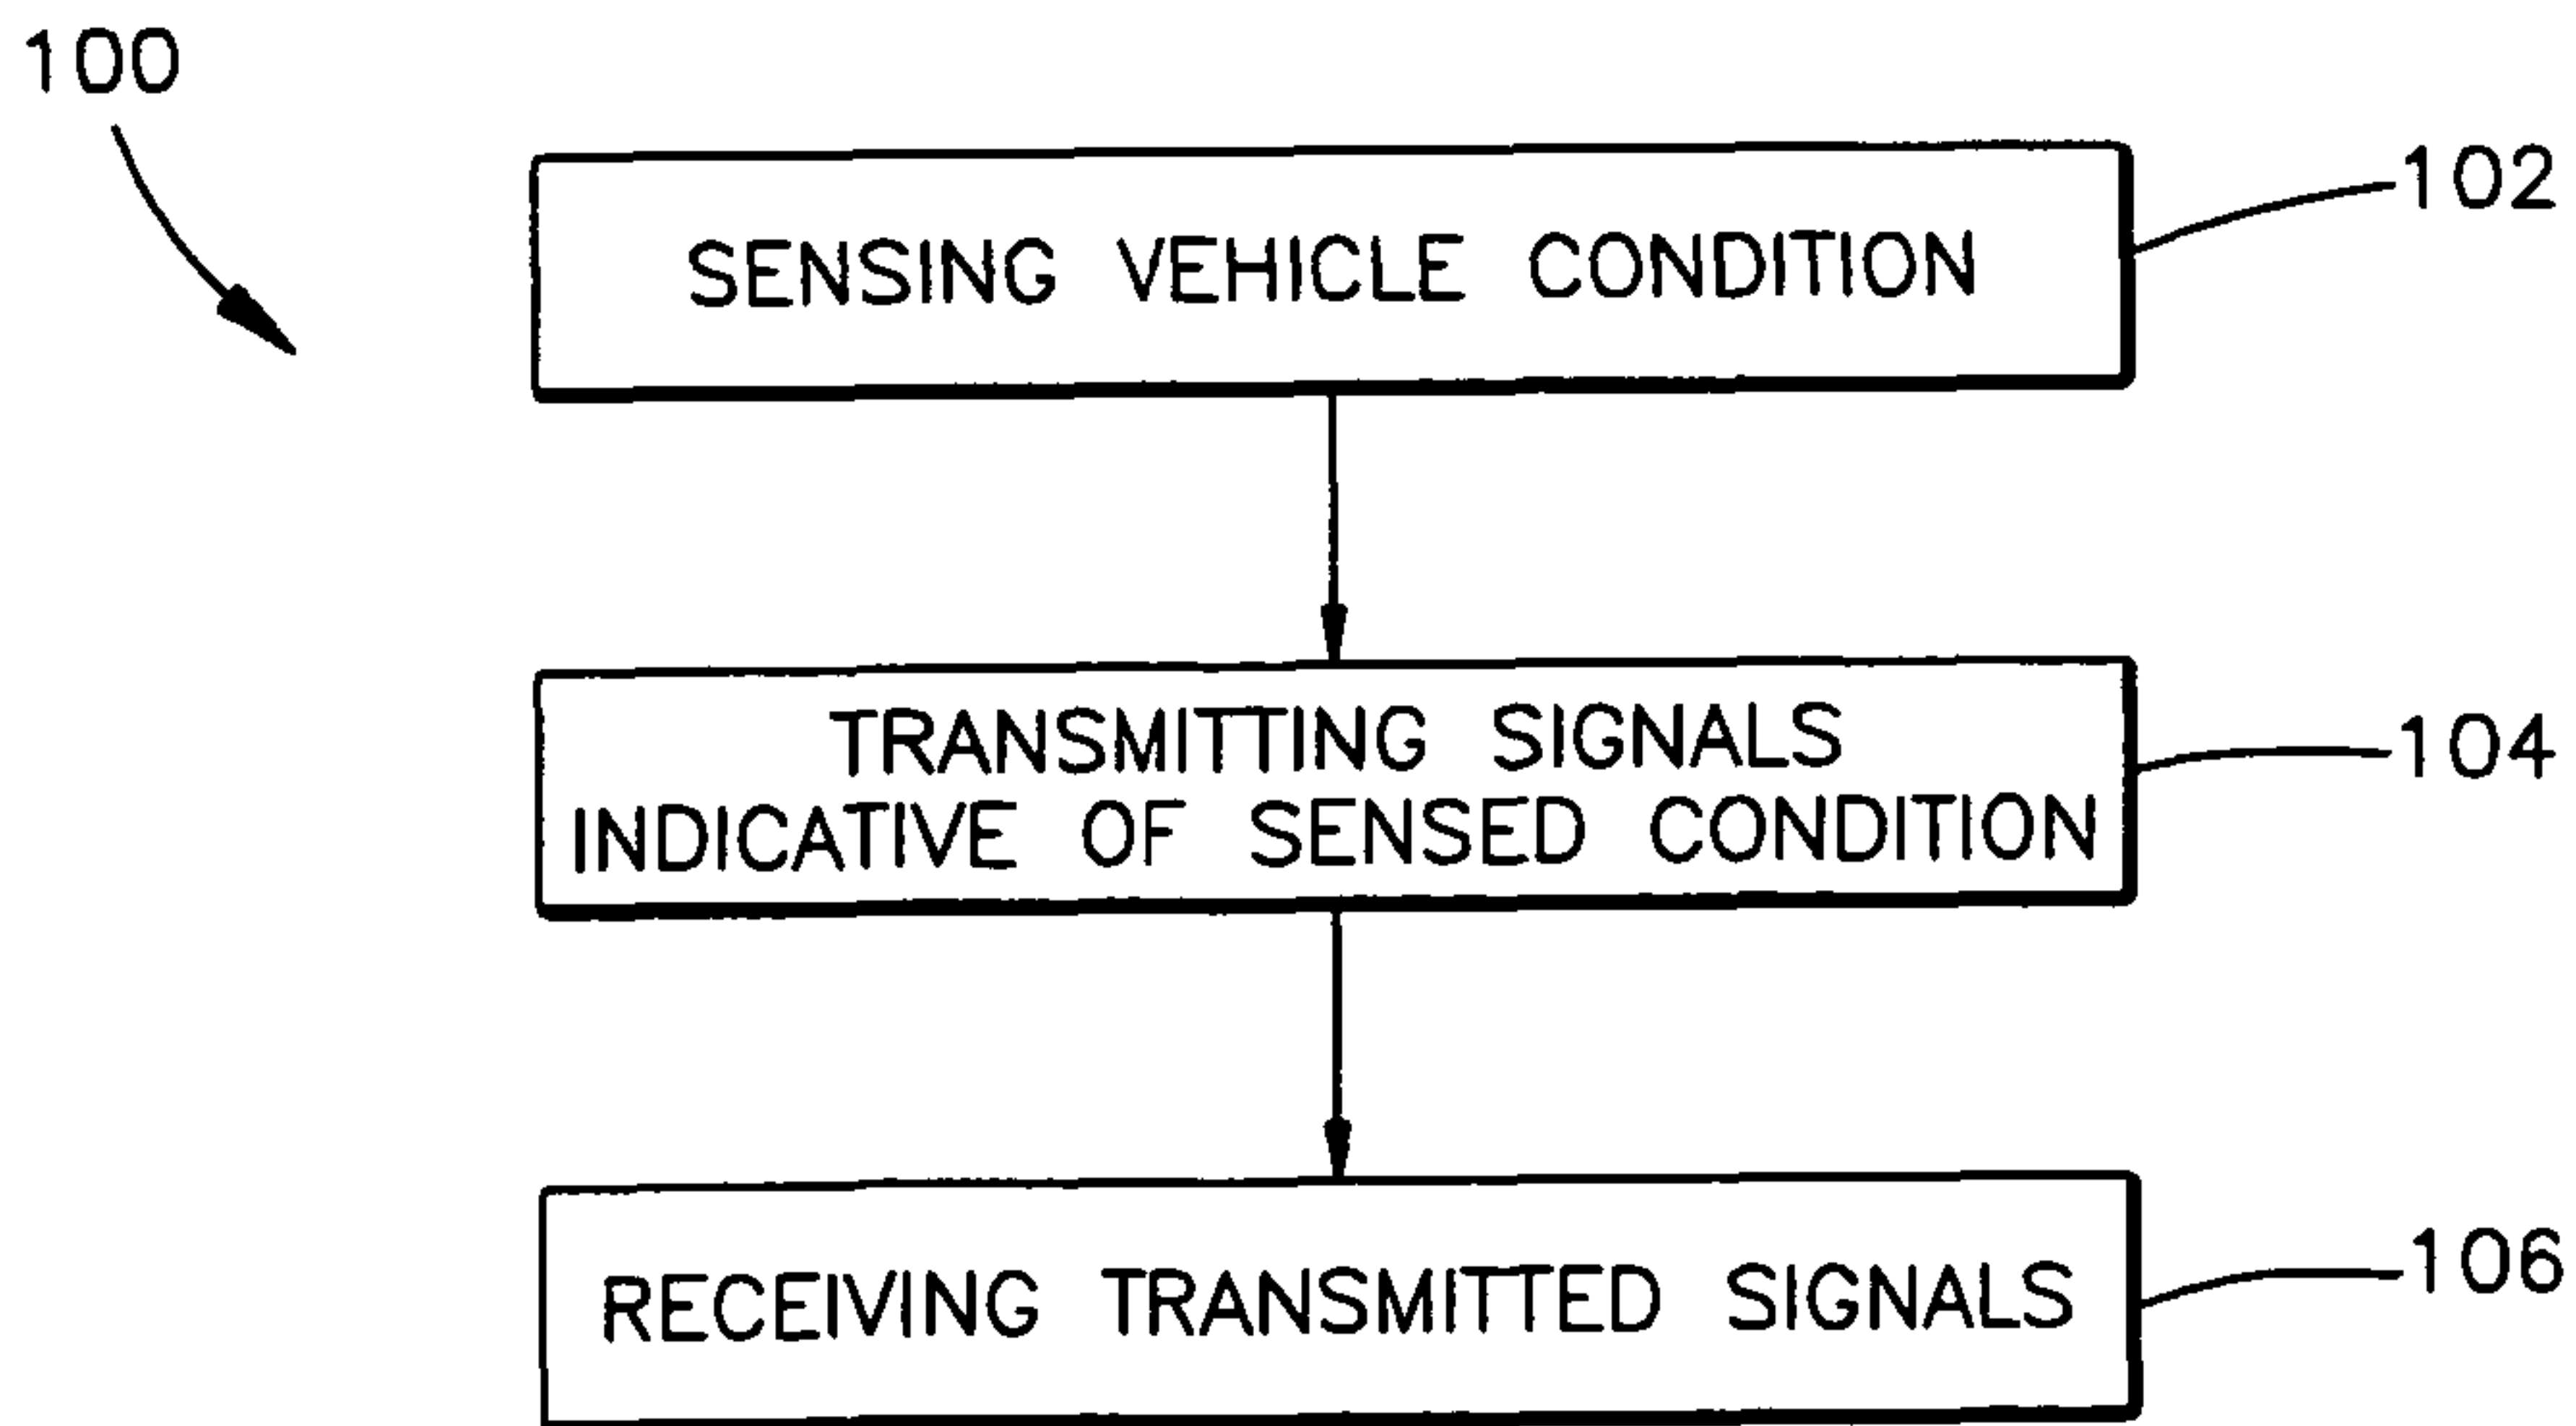 100
SENSING VEHICLE CONDITION
102
TRANSMITTING SIGNALS
INDICATIVE OF SENSED CONDITION
104
RECEIVING TRANSMITTED SIGNALS
106